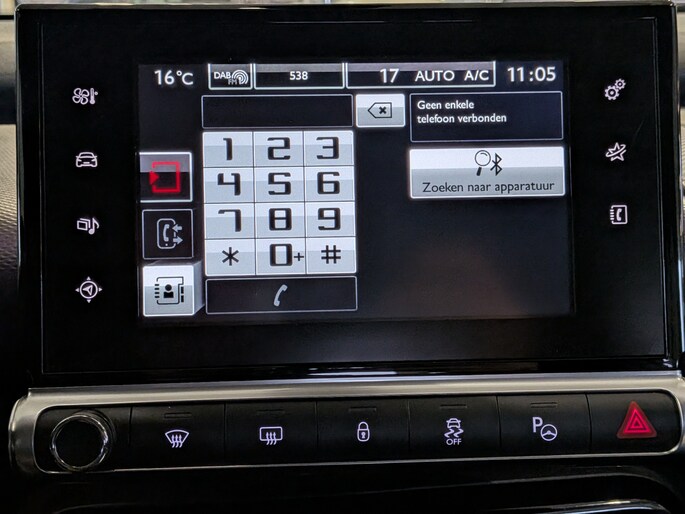 16°C DAB FM 538 17 AUTO A/C 11:05
Geen enkele
telefoon verbonden
1 2 3
4 5 6
7 8 9
* 0+ #
Zoeken naar apparatuur
OFF
P